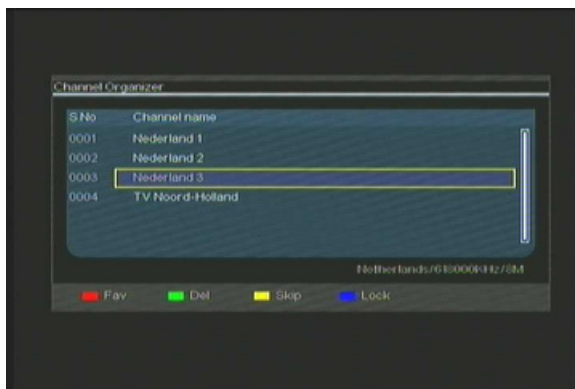 Channel Organizer
S.No Channel name
0001 Nederland 1
0002 Nederland 2
0003 Nederland 3
0004 TV Noord-Holland
Netherlands/618000KHz/8M
Fav Del Skip Lock